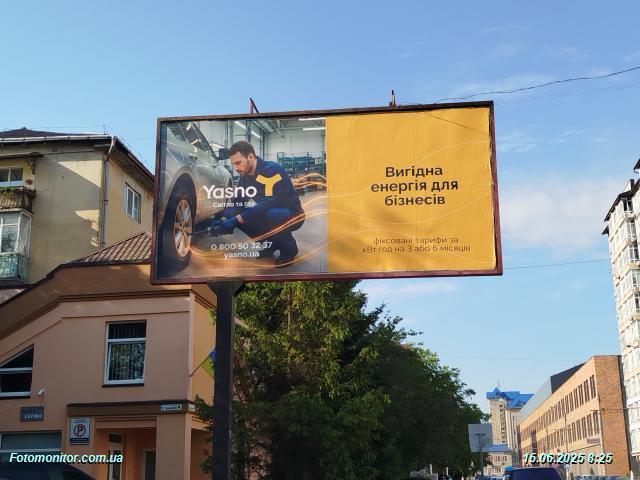 Yasno
Світло та газ
0 800 50 32 37
yasno.ua
Вигідна
енергія для
бізнесів
фіксовані тарифи за
кВт·год на 3 або 6 місяців
СЕРВІС
P
Fotomonitor.com.ua
15.06.2025 8:25